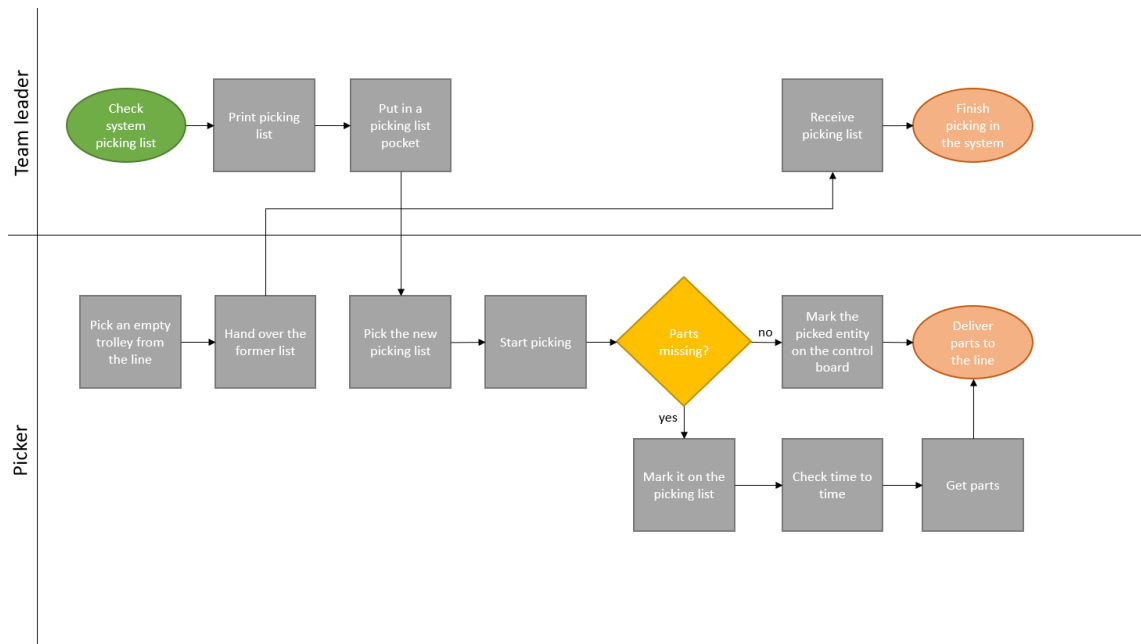 Team leader
Check
system
picking list
Print picking
list
Put in a
picking list
pocket
Receive
picking list
Finish
picking in
the system
Picker
Pick an empty
trolley from
the line
Hand over the
former list
Pick the new
picking list
Start picking
Parts
missing?
no
Mark the
picked entity
on the control
board
Deliver
parts to
the line
yes
Mark it on the
picking list
Check time to
time
Get parts